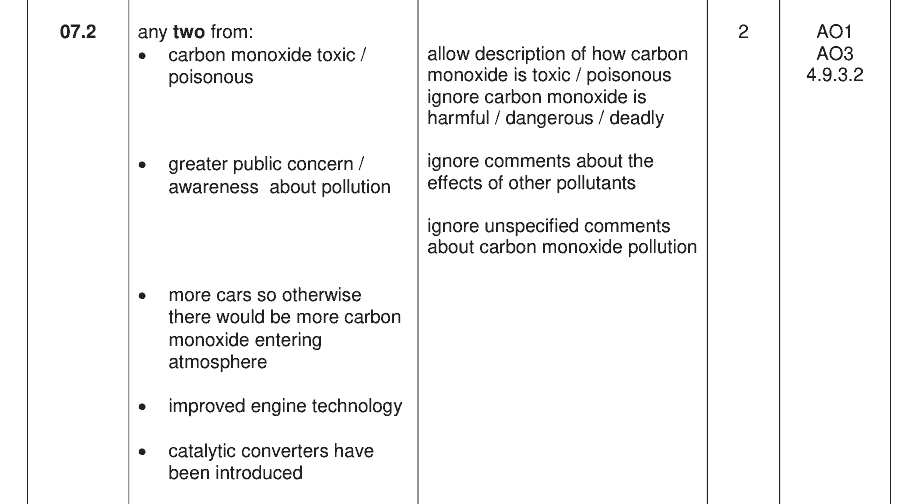 07.2
any two from:
• carbon monoxide toxic /
poisonous
allow description of how carbon
monoxide is toxic / poisonous
ignore carbon monoxide is
harmful / dangerous / deadly
2
AO1
AO3
4.9.3.2
• greater public concern /
awareness about pollution
ignore comments about the
effects of other pollutants
ignore unspecified comments
about carbon monoxide pollution
• more cars so otherwise
there would be more carbon
monoxide entering
atmosphere
• improved engine technology
• catalytic converters have
been introduced